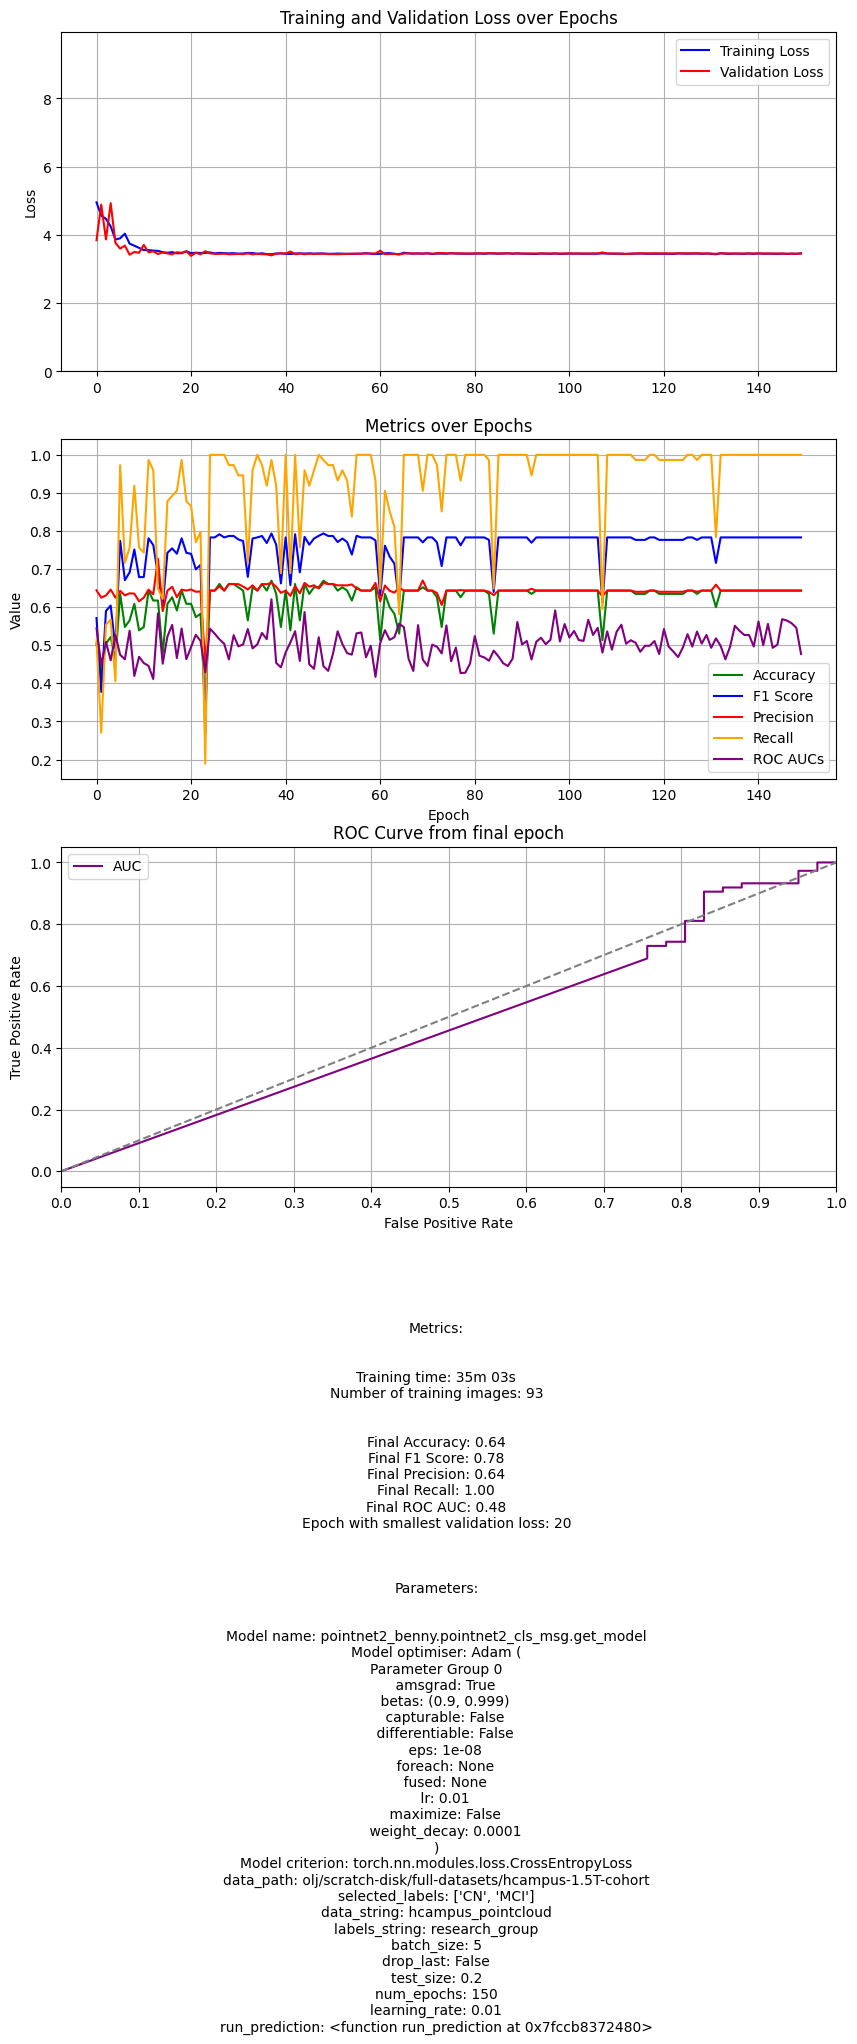 Training and Validation Loss over Epochs
Training Loss
Validation Loss
Loss
8
6
4
2
0
0 20 40 60 80 100 120 140
Metrics over Epochs
Value
1.0
0.9
0.8
0.7
0.6
0.5
0.4
0.3
0.2
Accuracy
F1 Score
Precision
Recall
ROC AUCs
0 20 40 60 80 100 120 140
Epoch
ROC Curve from final epoch
AUC
True Positive Rate
1.0
0.8
0.6
0.4
0.2
0.0
0.0 0.1 0.2 0.3 0.4 0.5 0.6 0.7 0.8 0.9 1.0
False Positive Rate
Metrics:
Training time: 35m 03s
Number of training images: 93
Final Accuracy: 0.64
Final F1 Score: 0.78
Final Precision: 0.64
Final Recall: 1.00
Final ROC AUC: 0.48
Epoch with smallest validation loss: 20
Parameters:
Model name: pointnet2_benny.pointnet2_cls_msg.get_model
Model optimiser: Adam (
Parameter Group 0
amsgrad: True
betas: (0.9, 0.999)
capturable: False
differentiable: False
eps: 1e-08
foreach: None
fused: None
lr: 0.01
maximize: False
weight_decay: 0.0001
)
Model criterion: torch.nn.modules.loss.CrossEntropyLoss
data_path: olj/scratch-disk/full-datasets/hcampus-1.5T-cohort
selected_labels: ['CN', 'MCI']
data_string: hcampus_pointcloud
labels_string: research_group
batch_size: 5
drop_last: False
test_size: 0.2
num_epochs: 150
learning_rate: 0.01
run_prediction: <function run_prediction at 0x7fccb8372480>